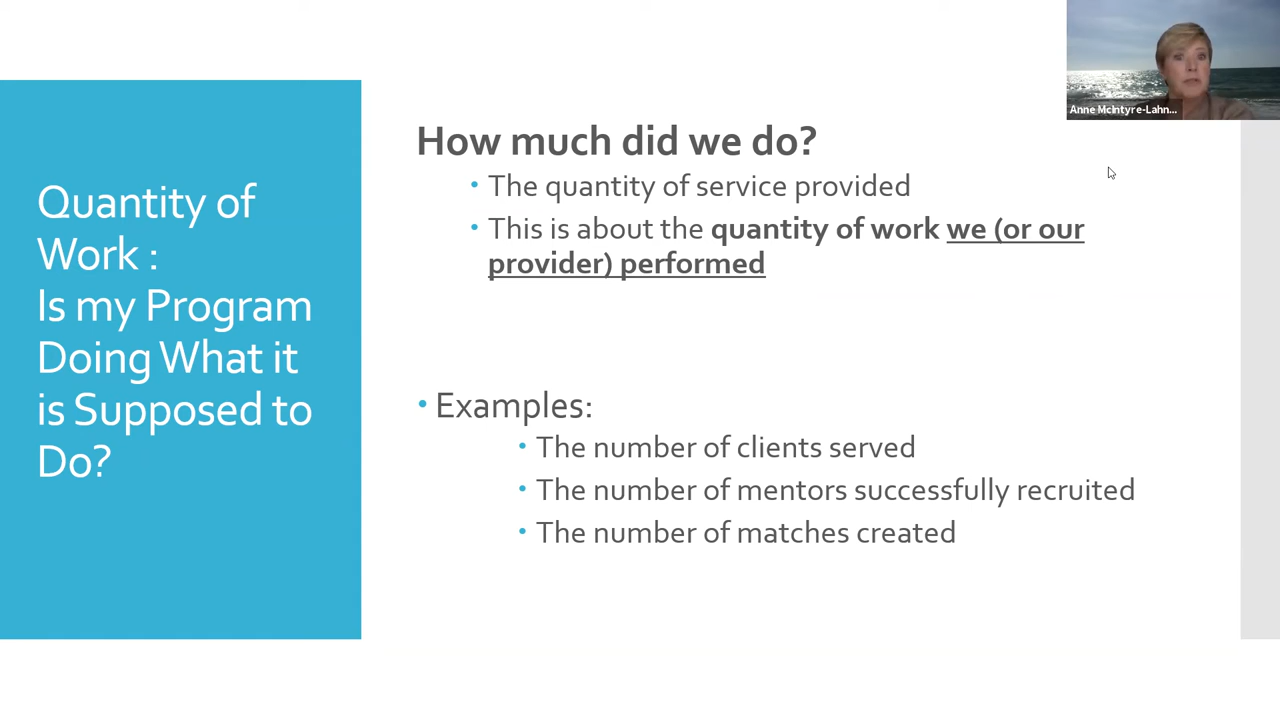 Anne McIntyre-Lahn...
Quantity of
Work :
Is my Program
Doing What it
is Supposed to
Do?
How much did we do?
• The quantity of service provided
• This is about the quantity of work we (or our
provider) performed
• Examples:
• The number of clients served
• The number of mentors successfully recruited
• The number of matches created